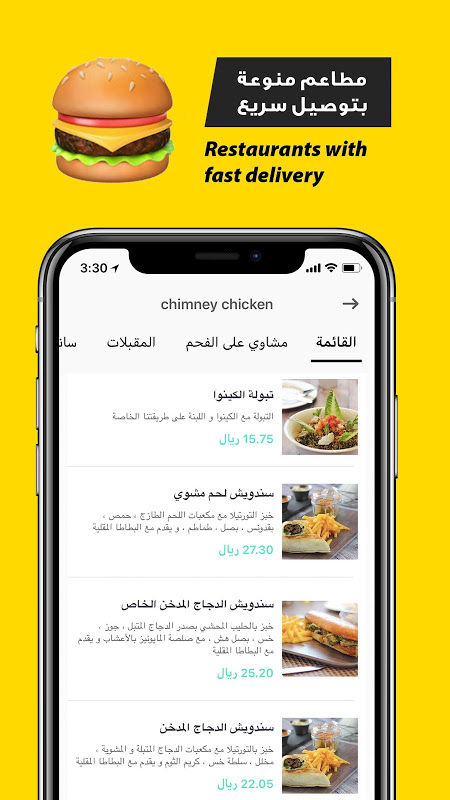 مطاعم منوعة
بتوصيل سريع
Restaurants with
fast delivery
3:30
chimney chicken
القائمة
مشاوي على الفحم
المقبلات
سان
تبولة الكينوا
التبولة مع الكينوا و اللبنة على طريقتنا الخاصة
15.75 ريال
سندويش لحم مشوي
خبز التورتيلا مع مكعبات اللحم الطازج ، حمص ،
بقدونس ، بصل ، طماطم ، و يقدم مع البطاطا المقلية
27.30 ريال
سندويش الدجاج المدخن الخاص
خبز بالحليب المحشي بصدر الدجاج المتبل ، جوز ،
خس ، بصل هش ، مع صلصة المايونيز بالأعشاب و يقدم
مع البطاطا المقلية
25.20 ريال
سندويش الدجاج المدخن
خبز بالتورتيلا مع مكعبات الدجاج المتبلة و المشوية ،
مخلل ، سلطة خس ، كريم الثوم و يقدم مع البطاطا المقلية
22.05 ريال